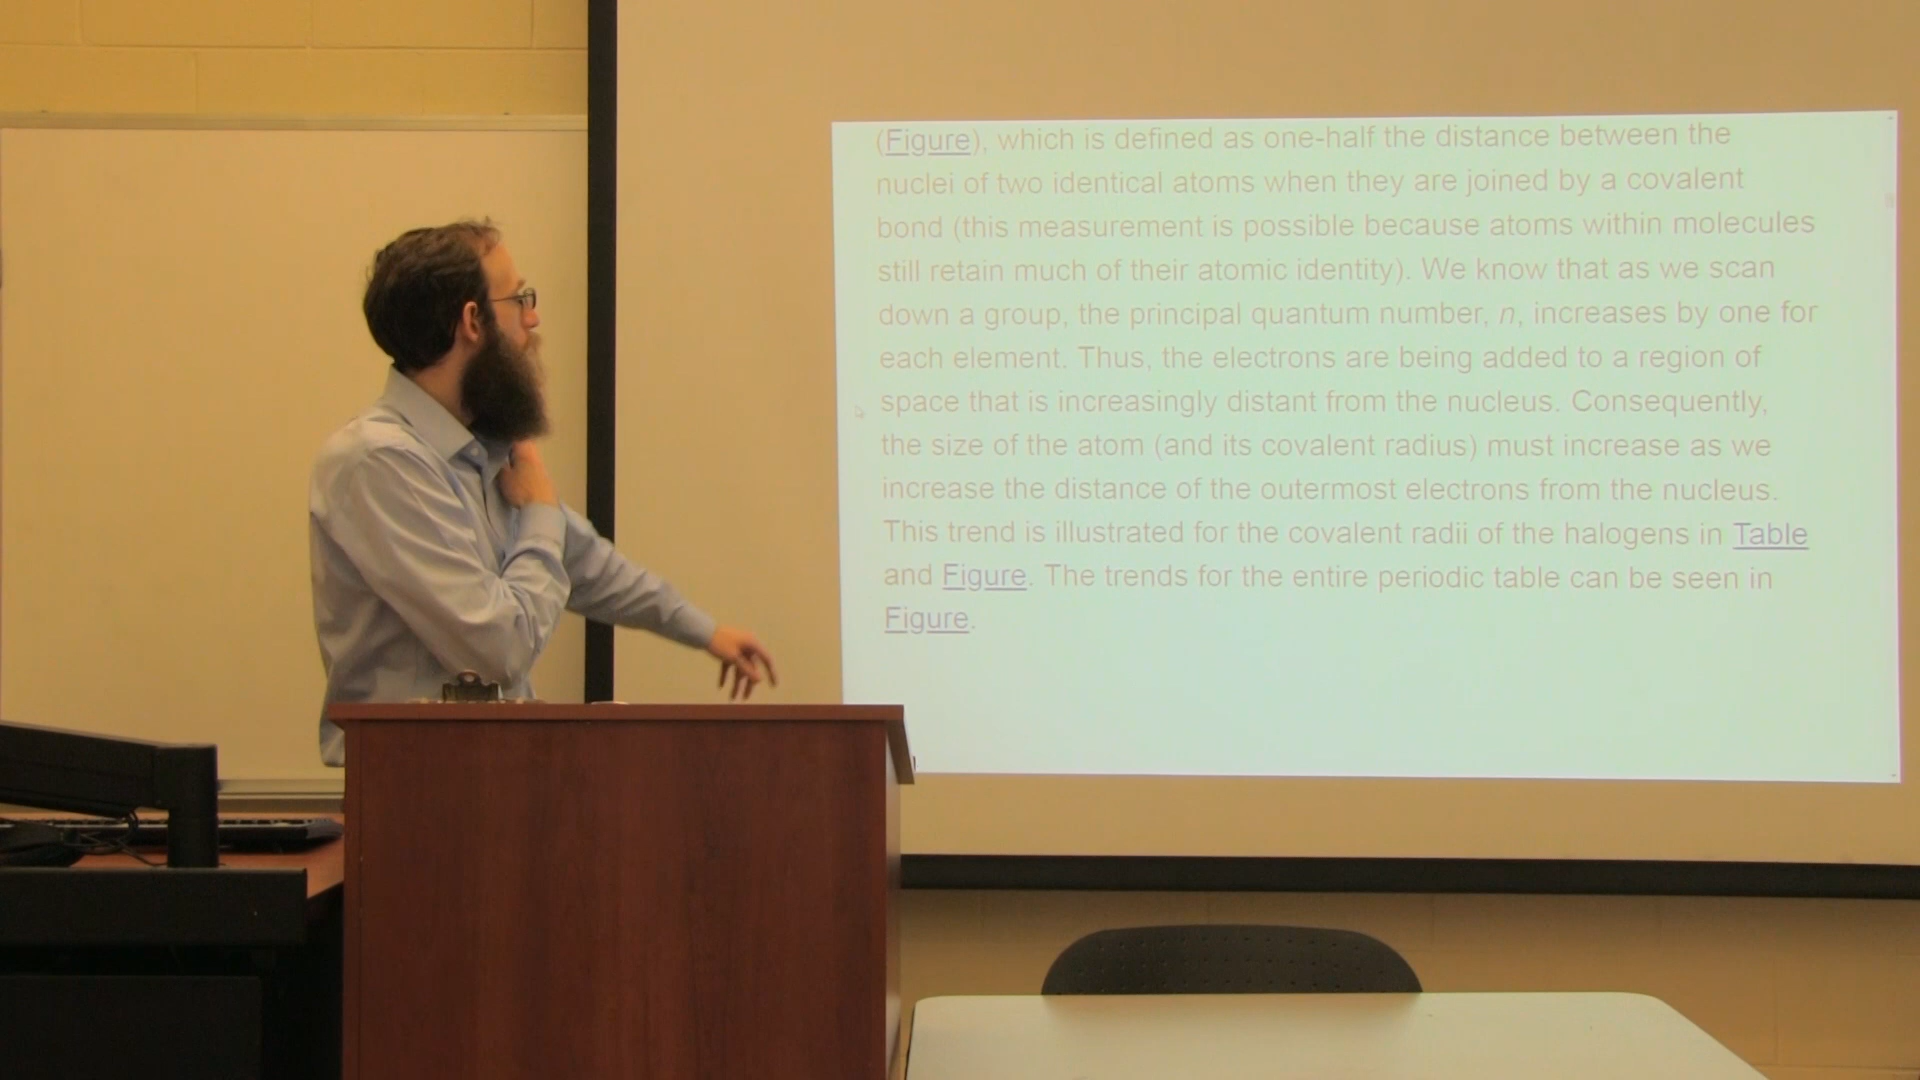 (Figure), which is defined as one-half the distance between the
nuclei of two identical atoms when they are joined by a covalent
bond (this measurement is possible because atoms within molecules
still retain much of their atomic identity). We know that as we scan
down a group, the principal quantum number, n, increases by one for
each element. Thus, the electrons are being added to a region of
space that is increasingly distant from the nucleus. Consequently,
the size of the atom (and its covalent radius) must increase as we
increase the distance of the outermost electrons from the nucleus.
This trend is illustrated for the covalent radii of the halogens in Table
and Figure. The trends for the entire periodic table can be seen in
Figure.